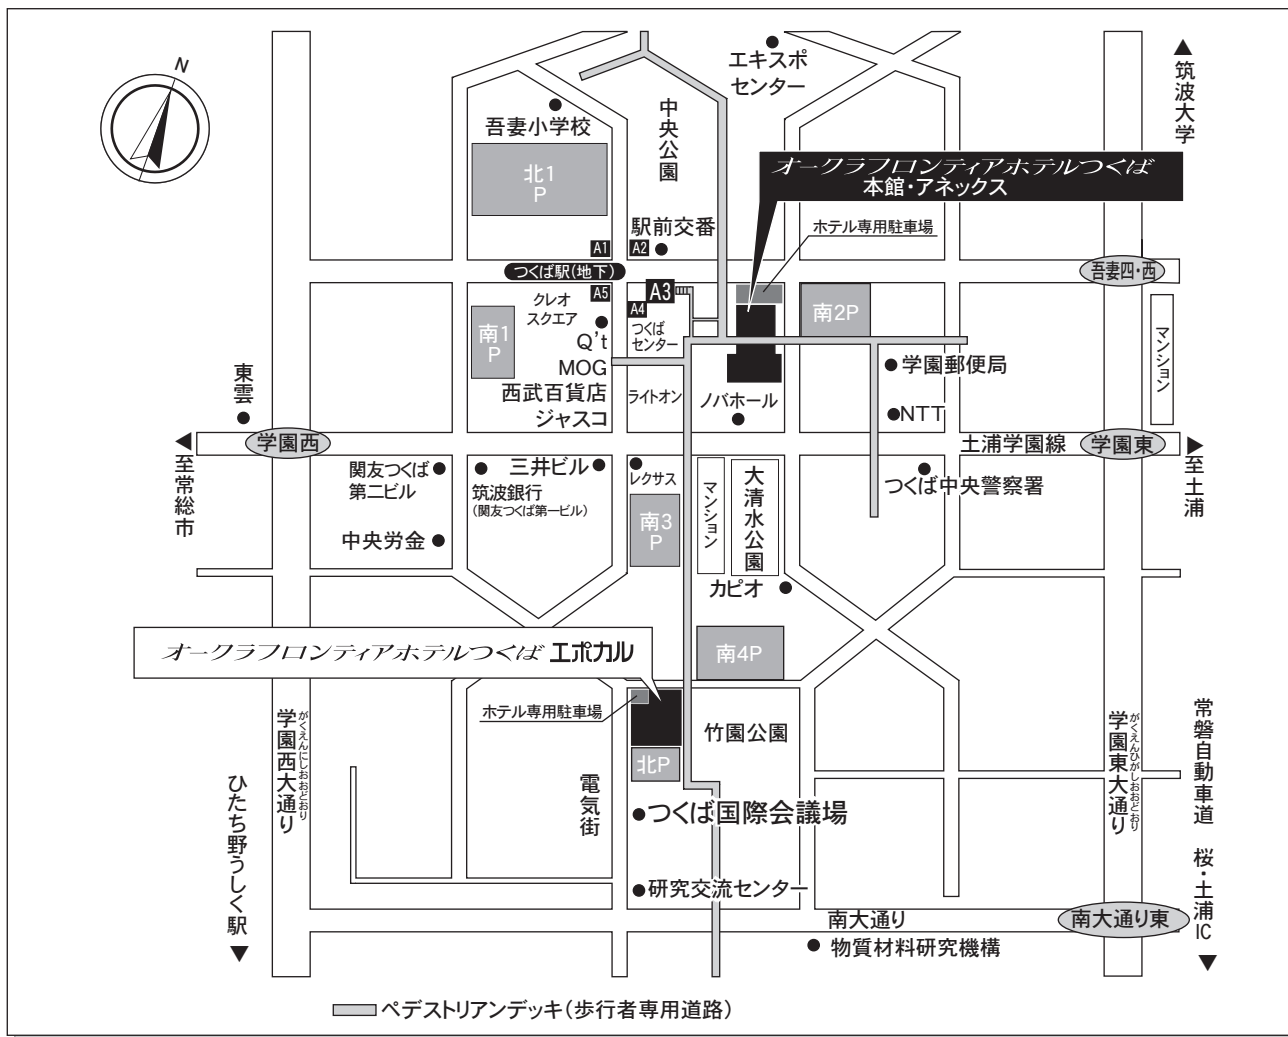 N
エキスポ
センター
▲筑波大学
吾妻小学校
中央公園
北1
P
オークラフロンティアホテルつくば
本館・アネックス
駅前交番
ホテル専用駐車場
A1
A2
つくば駅(地下)
吾妻四・西
A5
A3
A4
クレオ
スクエア
つくば
センター
南1
P
南2P
Q't
MOG
西武百貨店
ジャスコ
ライトオン
ノバホール
学園郵便局
NTT
マンション
東雲
学園西
土浦学園線
学園東
▲至常総市
▲至土浦
関友つくば
第二ビル
三井ビル
筑波銀行
(関友つくば第一ビル)
レクサス
つくば中央警察署
中央労金
南3
P
マンション
大清水公園
カピオ
オークラフロンティアホテルつくば エポカル
南4P
ホテル専用駐車場
竹園公園
北P
学園西大通り
がくえんにしおおどおり
学園東大通り
がくえんひがしおおどおり
ひたち野うしく駅▼
電気街
つくば国際会議場
常磐自動車道 桜・土浦IC▼
研究交流センター
南大通り
南大通り東
物質材料研究機構
ペデストリアンデッキ(歩行者専用道路)